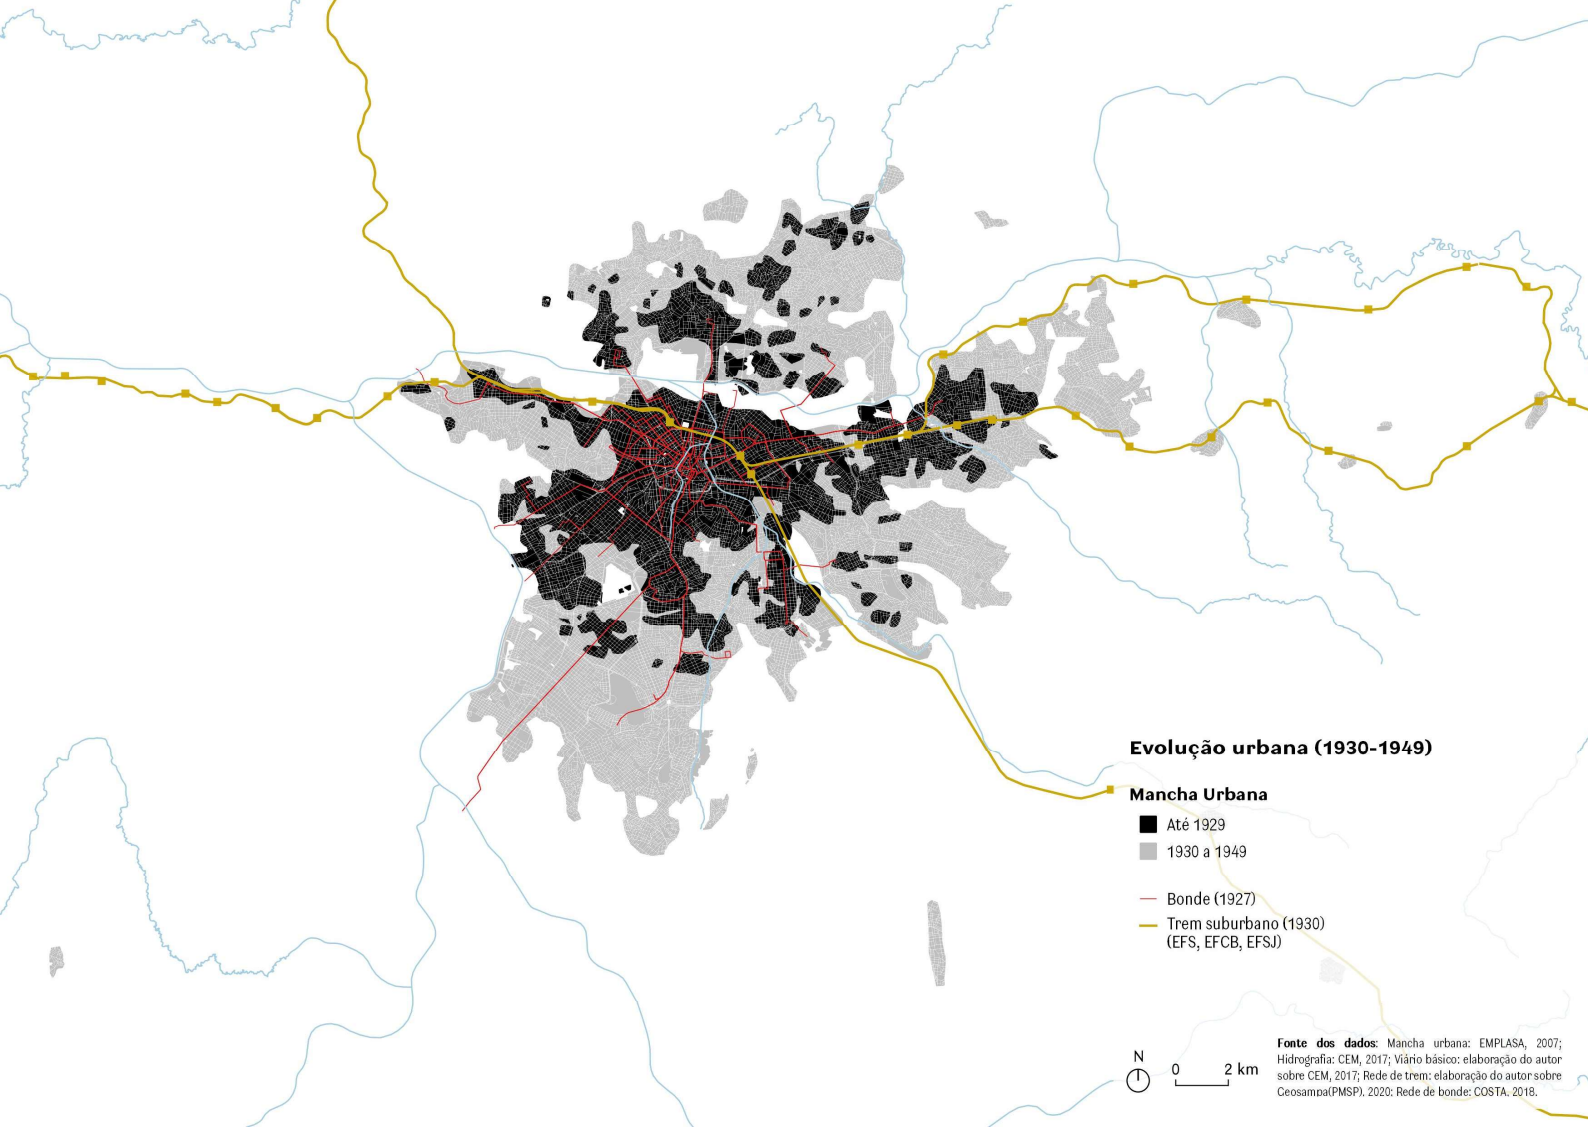 Evolução urbana (1930-1949)
Mancha Urbana
Até 1929
1930 a 1949
Bonde (1927)
Trem suburbano (1930)
(EFS, EFCB, EFSJ)
N
0 2 km
Fonte dos dados: Mancha urbana: EMPLASA, 2007;
Hidrografia: CEM, 2017; Viário básico: elaboração do autor
sobre CEM, 2017; Rede de trem: elaboração do autor sobre
Geosampa(PMSP). 2020; Rede de bonde: COSTA. 2018.